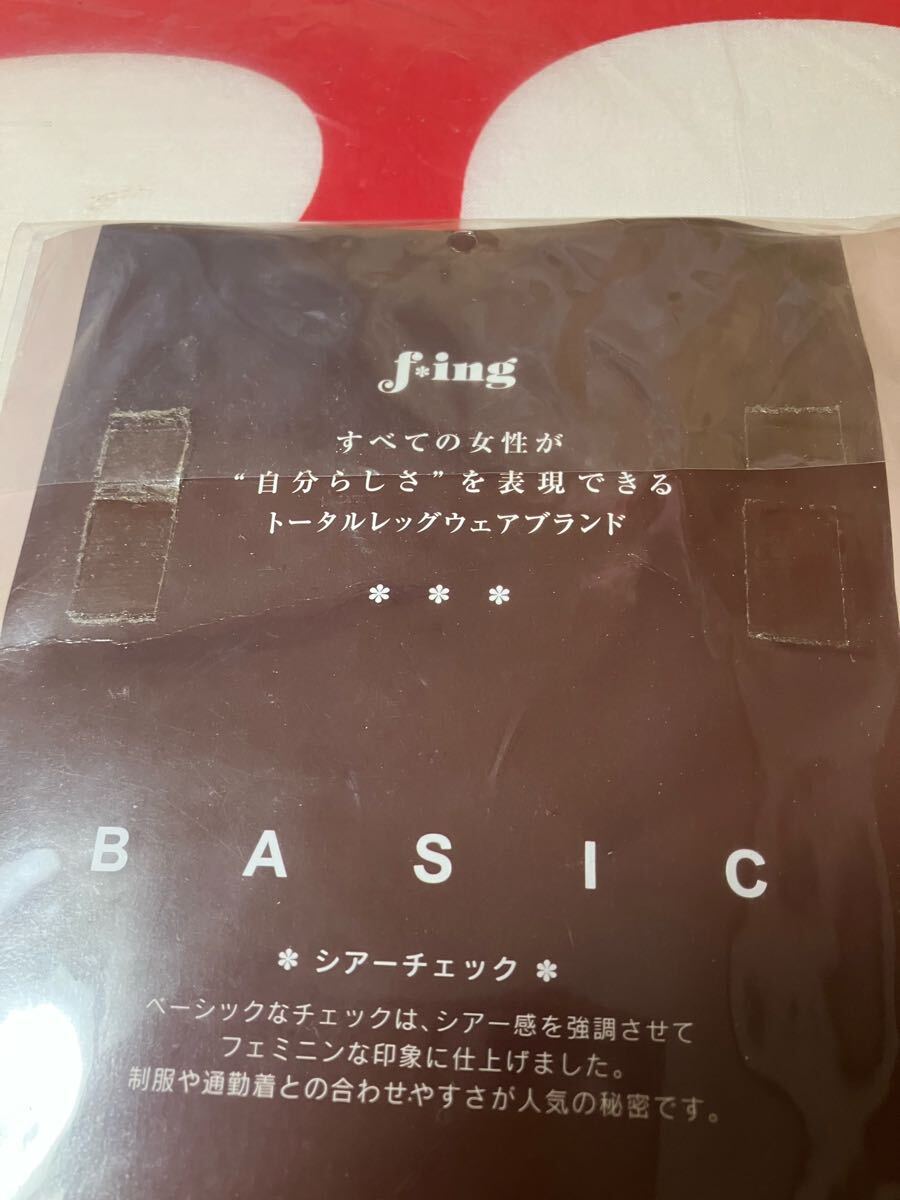 f*ing
すべての女性が
“自分らしさ”を表現できる
トータルレッグウェアブランド
* * *
BASIC
* シアーチェック *
ベーシックなチェックは、シアー感を強調させて
フェミニンな印象に仕上げました。
制服や通勤着との合わせやすさが人気の秘密です。